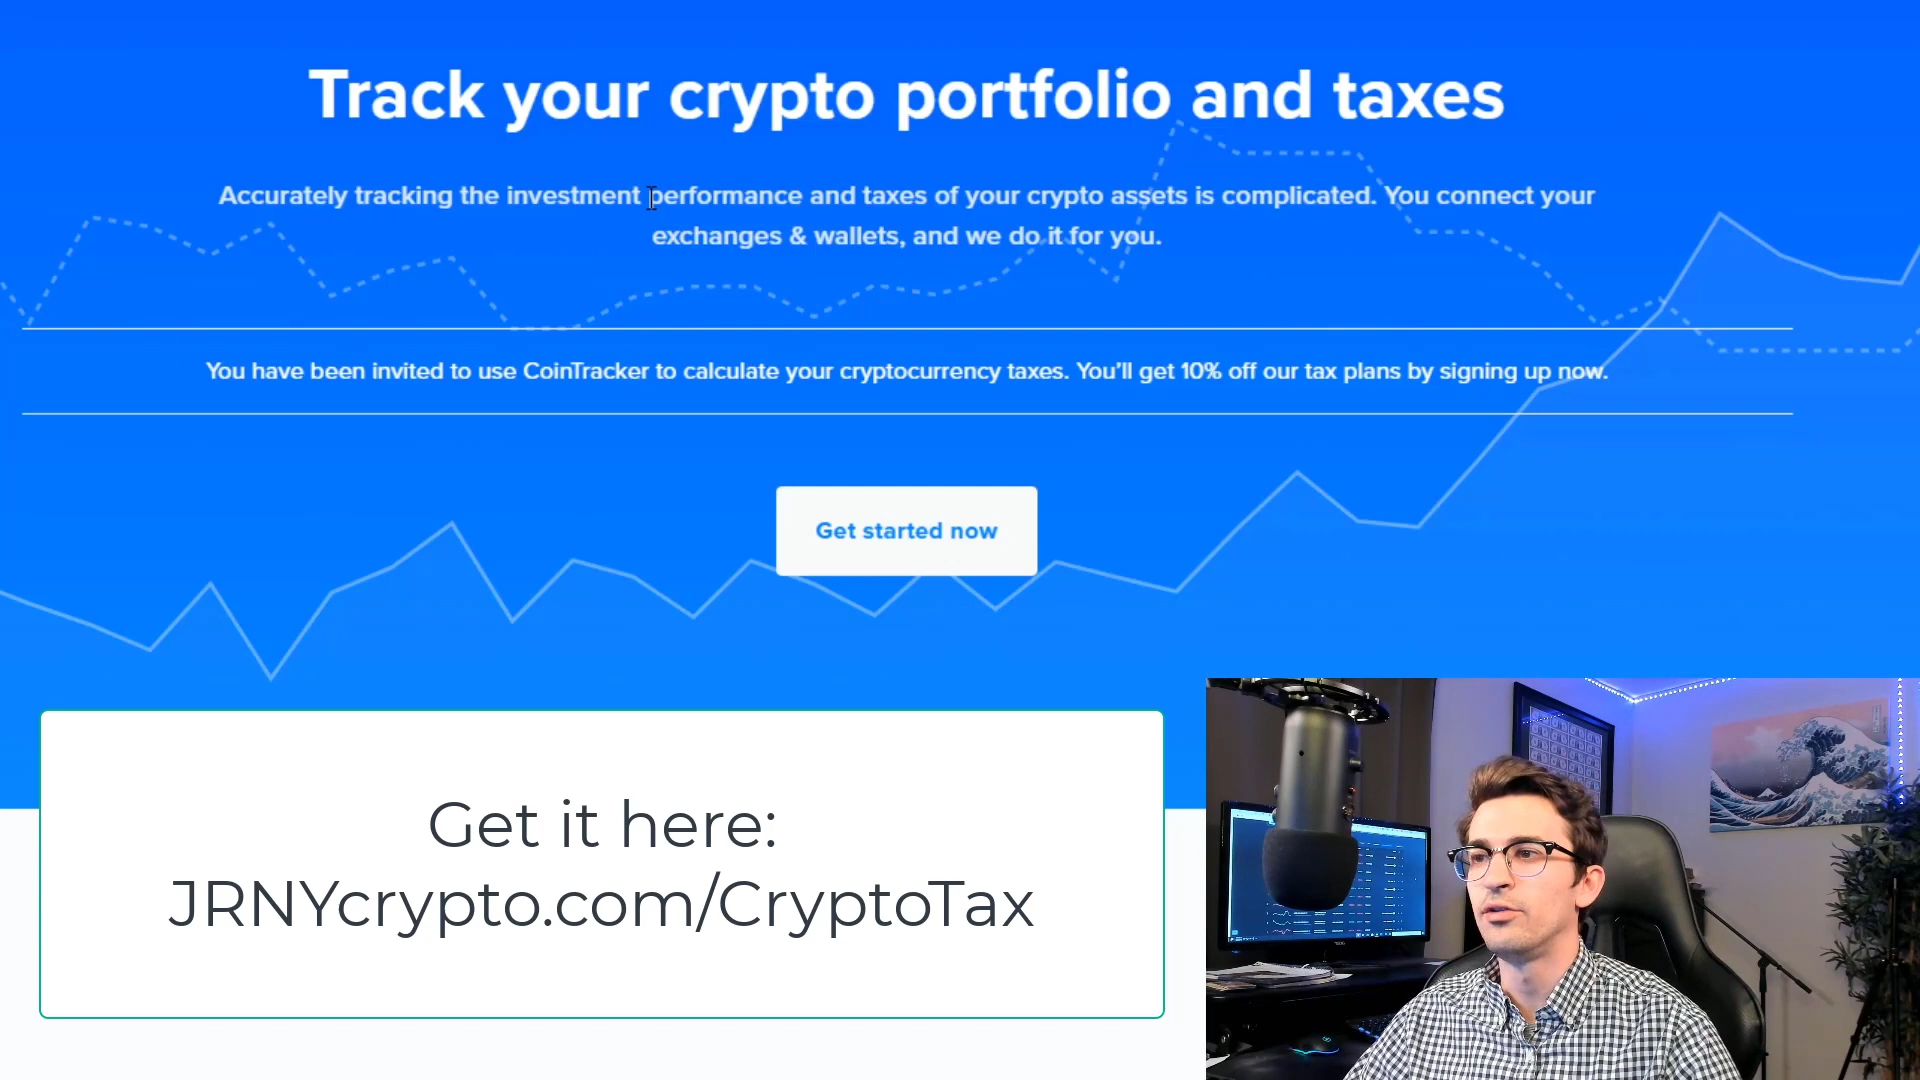 Track your crypto portfolio and taxes
Accurately tracking the investment performance and taxes of your crypto assets is complicated. You connect your
exchanges & wallets, and we do it for you.
You have been invited to use CoinTracker to calculate your cryptocurrency taxes. You'll get 10% off our tax plans by signing up now.
Get started now
Get it here:
JRNYcrypto.com/CryptoTax